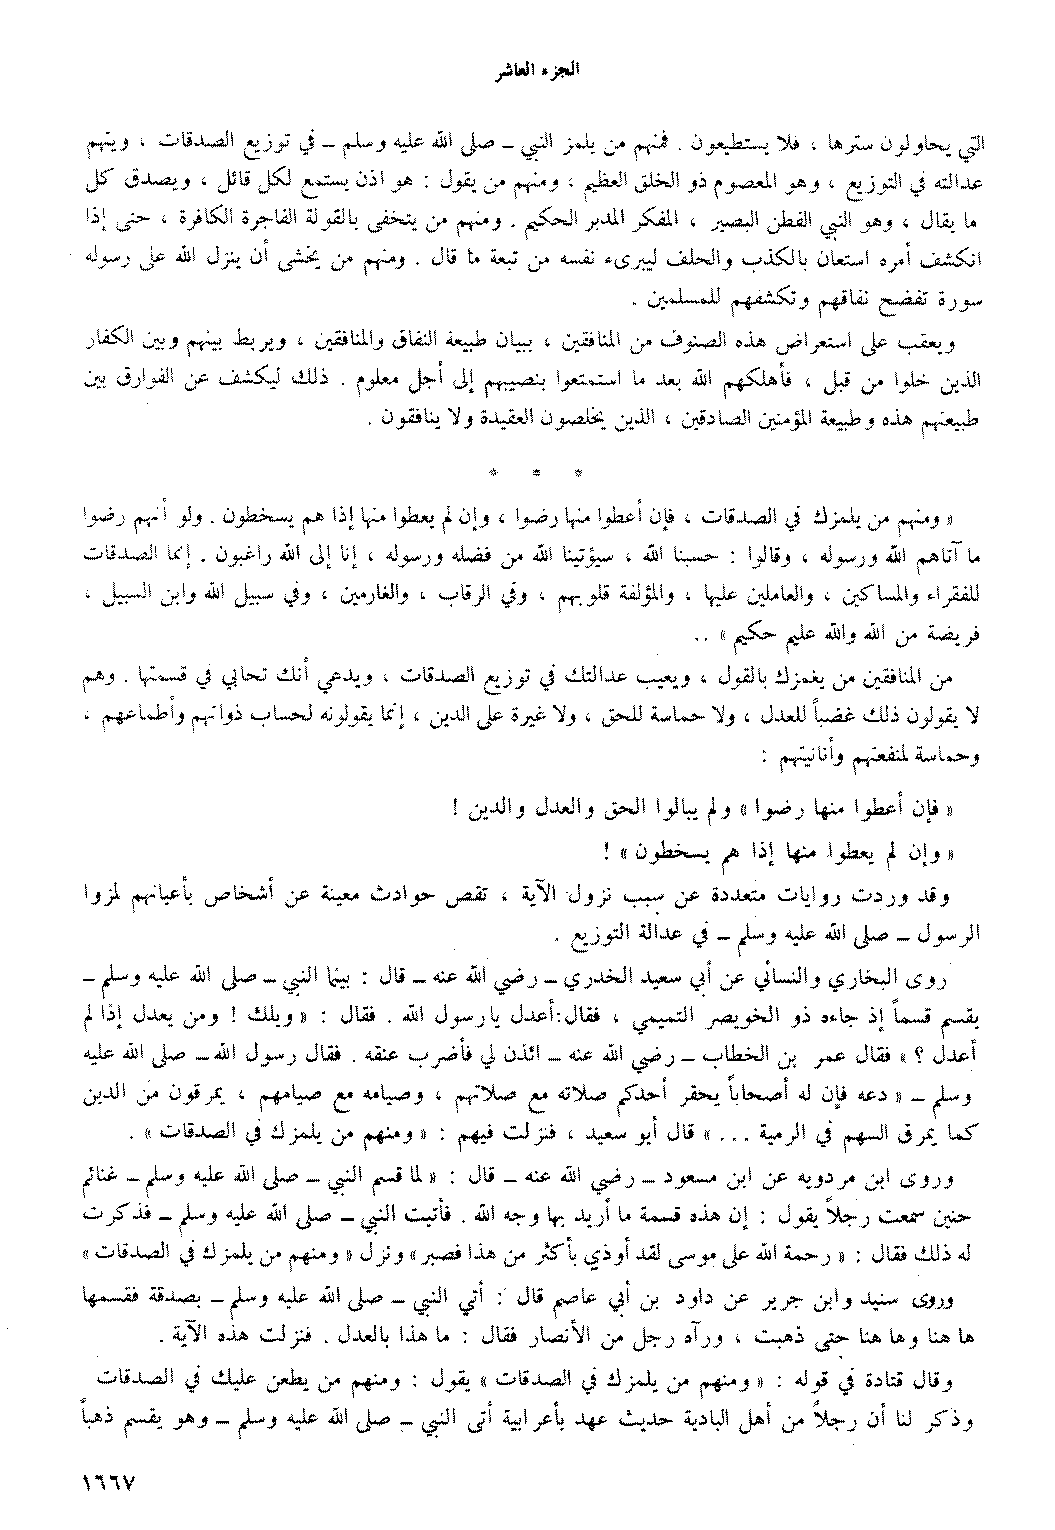 الجزء العاشر
التي يحاولون سترها ، فلا يستطيعون . فمنهم من يلمز النبي – صلى الله عليه وسلم – في توزيع الصدقات ، ويتهم
عدالته في التوزيع ، وهو المعصوم ذو الخلق العظيم ، ومنهم من يقول : هو اذن يستمع لكل قائل ، ويصدق كل
ما يقال ، وهو النبي الفطن البصير ، المفكر المدبر الحكيم . ومنهم من يتخفى بالقولة الفاجرة الكافرة ، حتى إذا
انكشف أمره استعان بالكذب والحلف ليبرىء نفسه من تبعة ما قال . ومنهم من يخشى أن ينزل الله على رسوله
سورة تفضح نفاقهم وتكشفهم للمسلمين .
ويعقب على استعراض هذه الصنوف من المنافقين ، ببيان طبيعة النفاق والمنافقين ، ويربط بينهم وبين الكفار
الذين خلوا من قبل ، فأهلكهم الله بعد ما استمتعوا بنصيبهم إلى أجل معلوم . ذلك ليكشف عن الفوارق بين
طبيعتهم هذه وطبيعة المؤمنين الصادقين ، الذين يخلصون العقيدة ولا ينافقون .
* * *
« ومنهم من يلمزك في الصدقات ، فإن أعطوا منها رضوا ، وإن لم يعطوا منها إذا هم يسخطون . ولو أنهم رضوا
ما آتاهم الله ورسوله ، وقالوا : حسبنا الله ، سيؤتينا الله من فضله ورسوله ، إنا إلى الله راغبون . إنما الصدقات
للفقراء والمساكين ، والعاملين عليها ، والمؤلفة قلوبهم ، وفي الرقاب ، والغارمين ، وفي سبيل الله وابن السبيل ،
فريضة من الله والله عليم حكيم » ..
من المنافقين من يغمزك بالقول ، ويعيب عدالتك في توزيع الصدقات ، ويدعي أنك تحابي في قسمتها . وهم
لا يقولون ذلك غضباً للعدل ، ولا حماسة للحق ، ولا غيرة على الدين ، إنما يقولونه لحساب ذواتهم وأطماعهم ،
وحماسة لمنفعتهم وأنانيتهم :
« فإن أعطوا منها رضوا » ولم يبالوا الحق والعدل والدين !
« وإن لم يعطوا منها إذا هم يسخطون » !
وقد وردت روايات متعددة عن سبب نزول الآية ، تقص حوادث معينة عن أشخاص بأعيانهم لمزوا
الرسول – صلى الله عليه وسلم – في عدالة التوزيع .
روى البخاري والنسائي عن أبي سعيد الخدري – رضي الله عنه – قال : بينما النبي – صلى الله عليه وسلم –
يقسم قسماً إذ جاءه ذو الخويصر التميمي ، فقال:أعدل يارسول الله . فقال : « ويلك ! ومن يعدل إذا لم
أعدل ؟ » فقال عمر بن الخطاب – رضي الله عنه – ائذن لي فأضرب عنقه . فقال رسول الله – صلى الله عليه
وسلم – « دعه فإن له أصحاباً يحقر أحدكم صلاته مع صلاتهم ، وصيامه مع صيامهم ، يمرقون من الدين
كما يمرق السهم في الرمية ... » قال أبو سعيد ، فنزلت فيهم : « ومنهم من يلمزك في الصدقات » .
وروى ابن مردويه عن ابن مسعود – رضي الله عنه – قال : « لما قسم النبي – صلى الله عليه وسلم – غنائم
حنين سمعت رجلاً يقول : إن هذه قسمة ما أريد بها وجه الله . فأتيت النبي – صلى الله عليه وسلم – فذكرت
له ذلك فقال : « رحمة الله على موسى لقد أوذي بأكثر من هذا فصبر» ونزل « ومنهم من يلمزك في الصدقات»
وروى سنيد وابن جرير عن داود بن أبي عاصم قال : أتي النبي – صلى الله عليه وسلم – بصدقة فقسمها
ها هنا وها هنا حتى ذهبت ، ورآه رجل من الأنصار فقال : ما هذا بالعدل . فنزلت هذه الآية .
وقال قتادة في قوله : « ومنهم من يلمزك في الصدقات » يقول : ومنهم من يطعن عليك في الصدقات
وذكر لنا أن رجلاً من أهل البادية حديث عهد بأعرابية أتى النبي – صلى الله عليه وسلم – وهو يقسم ذهباً
١٦٦٧